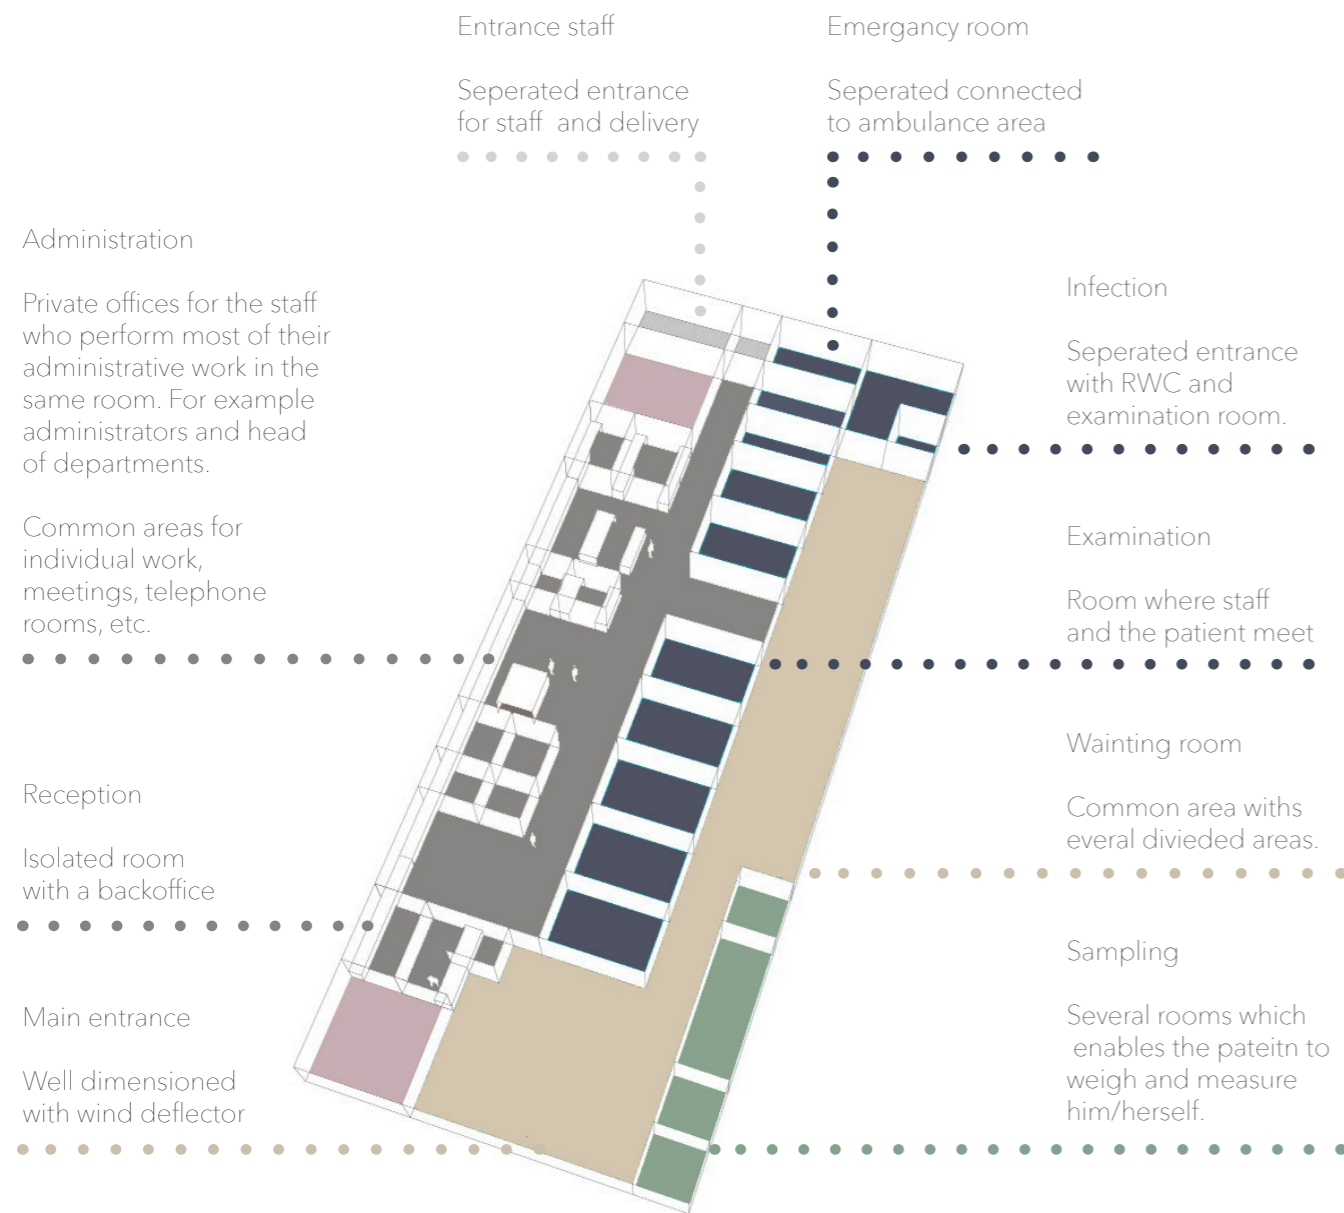 Entrance staff
Seperated entrance
for staff and delivery
Emergancy room
Seperated connected
to ambulance area
Administration
Private offices for the staff
who perform most of their
administrative work in the
same room. For example
administrators and head
of departments.
Common areas for
individual work,
meetings, telephone
rooms, etc.
Reception
Isolated room
with a backoffice
Main entrance
Well dimensioned
with wind deflector
Infection
Seperated entrance
with RWC and
examination room.
Examination
Room where staff
and the patient meet
Wainting room
Common area withs
everal divieded areas.
Sampling
Several rooms which
enables the pateitn to
weigh and measure
him/herself.